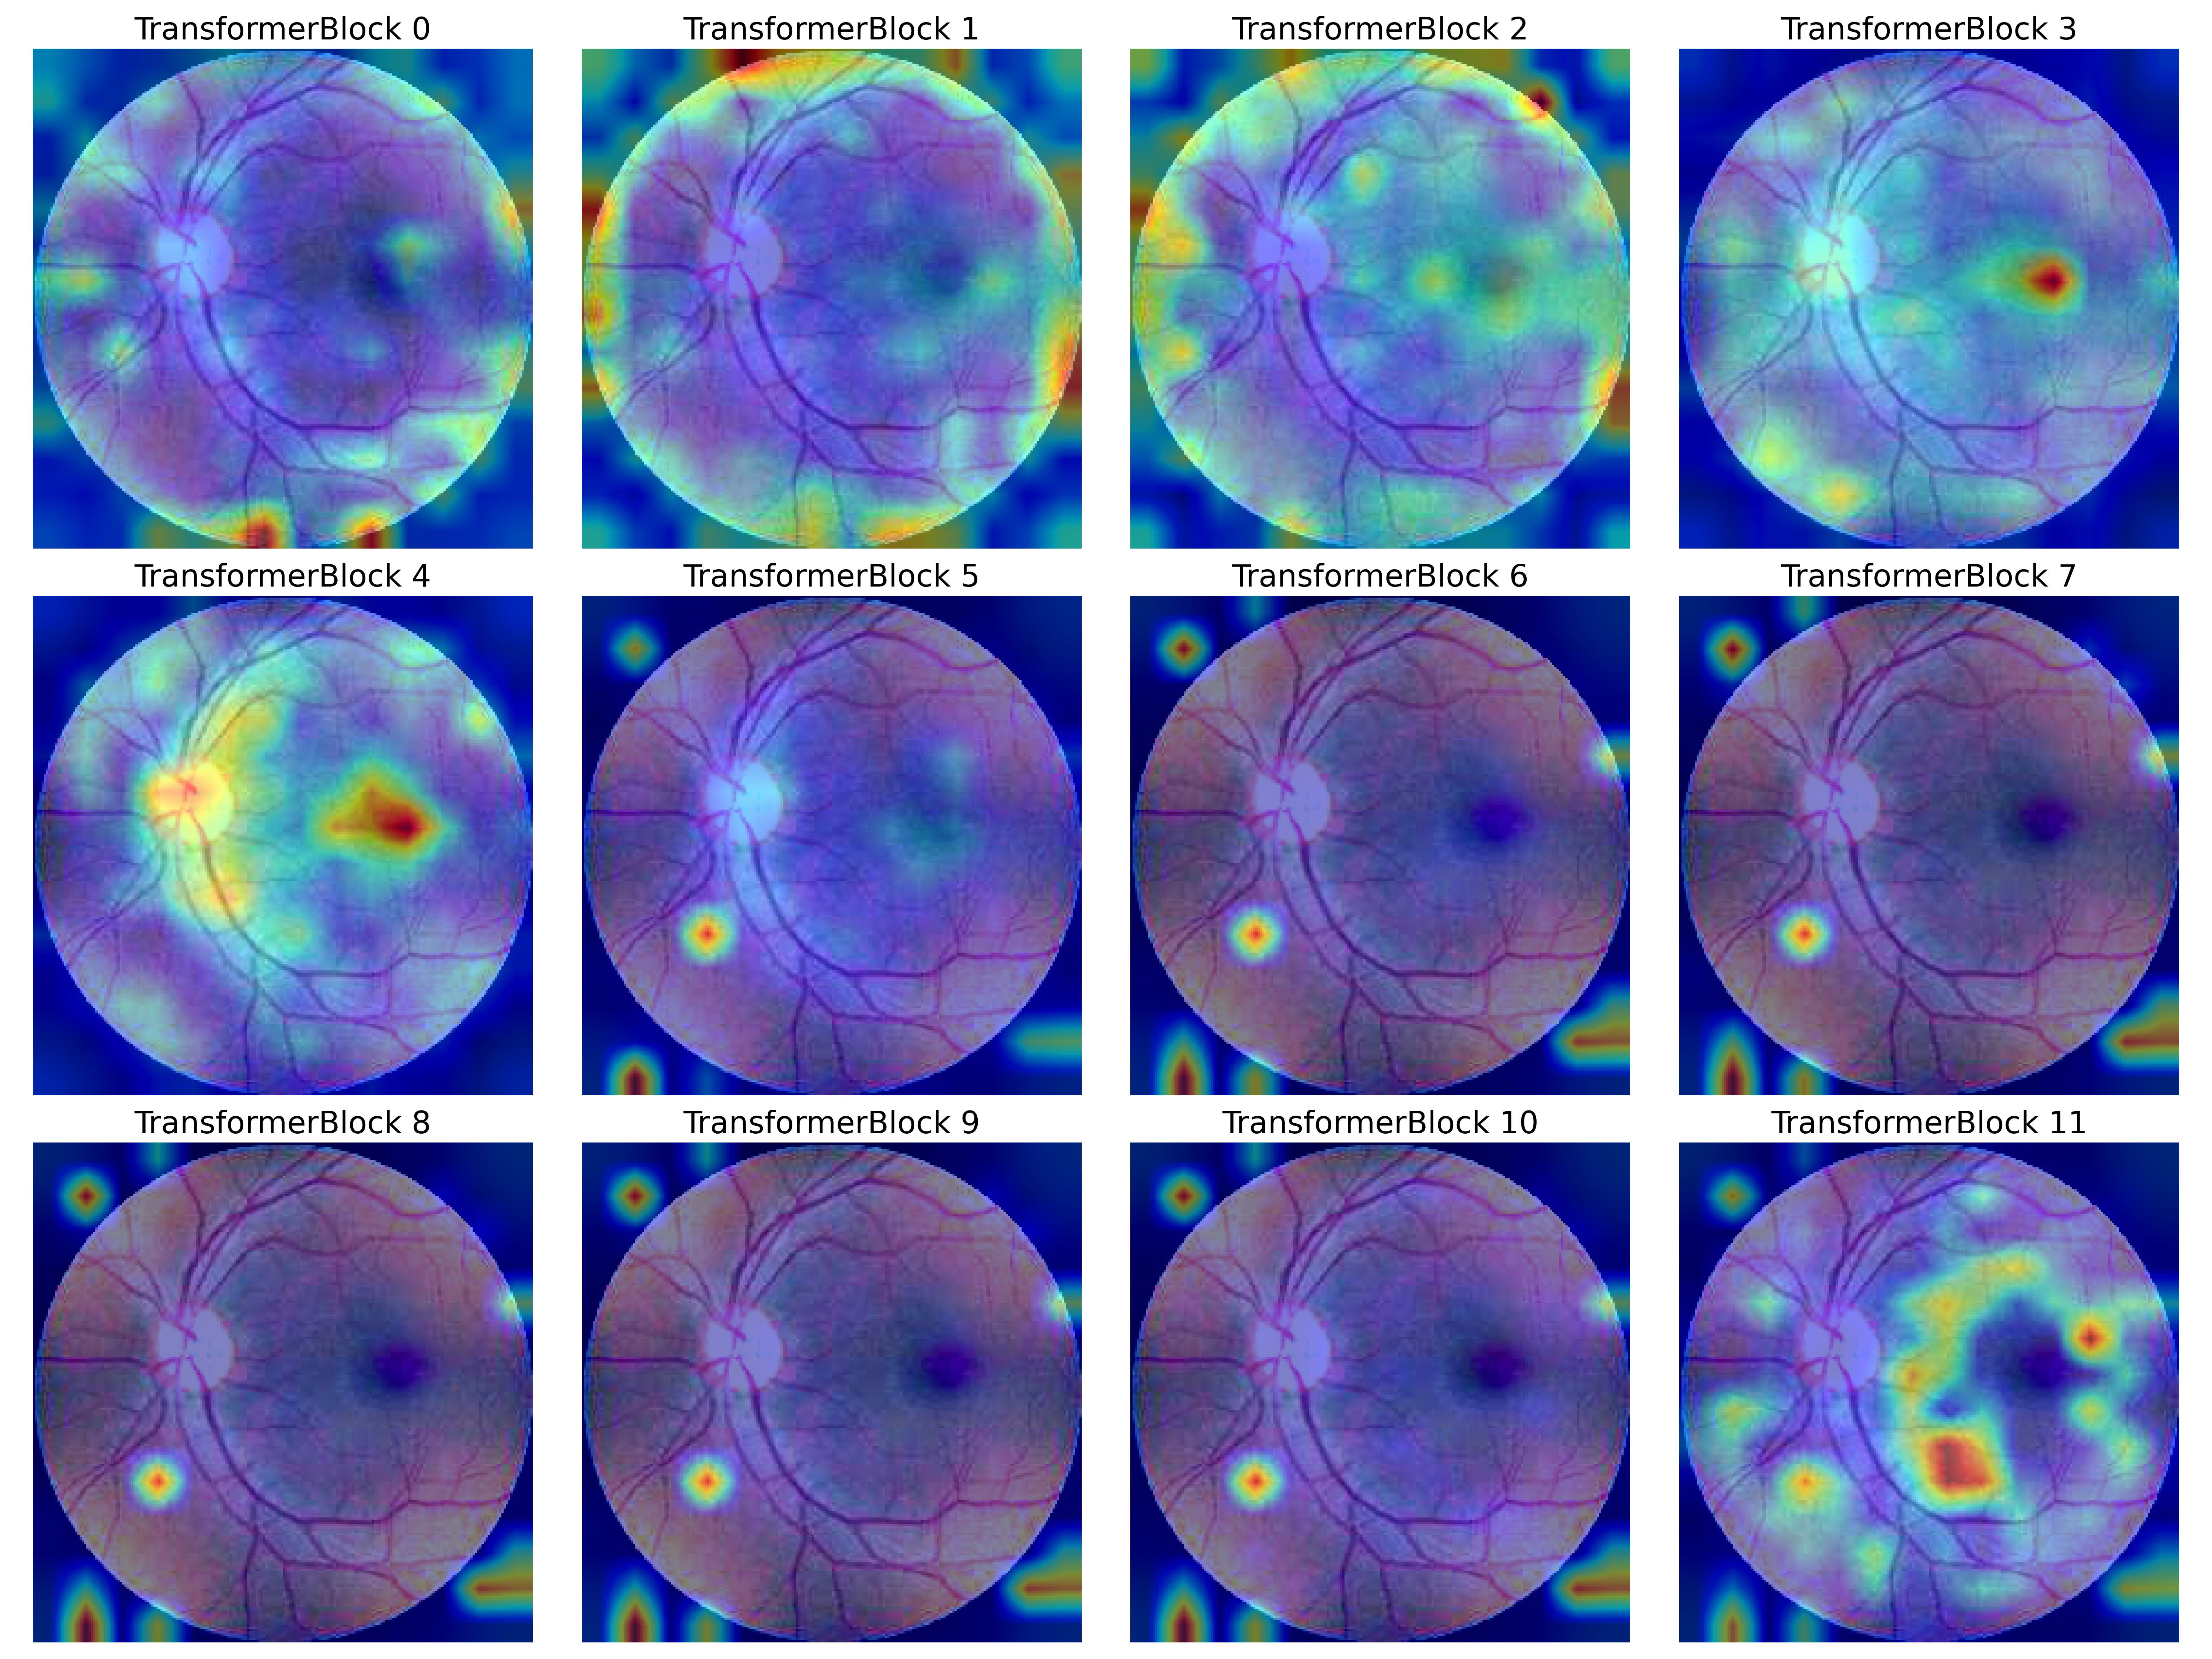 TransformerBlock 0
TransformerBlock 1
TransformerBlock 2
TransformerBlock 3
TransformerBlock 4
TransformerBlock 5
TransformerBlock 6
TransformerBlock 7
TransformerBlock 8
TransformerBlock 9
TransformerBlock 10
TransformerBlock 11